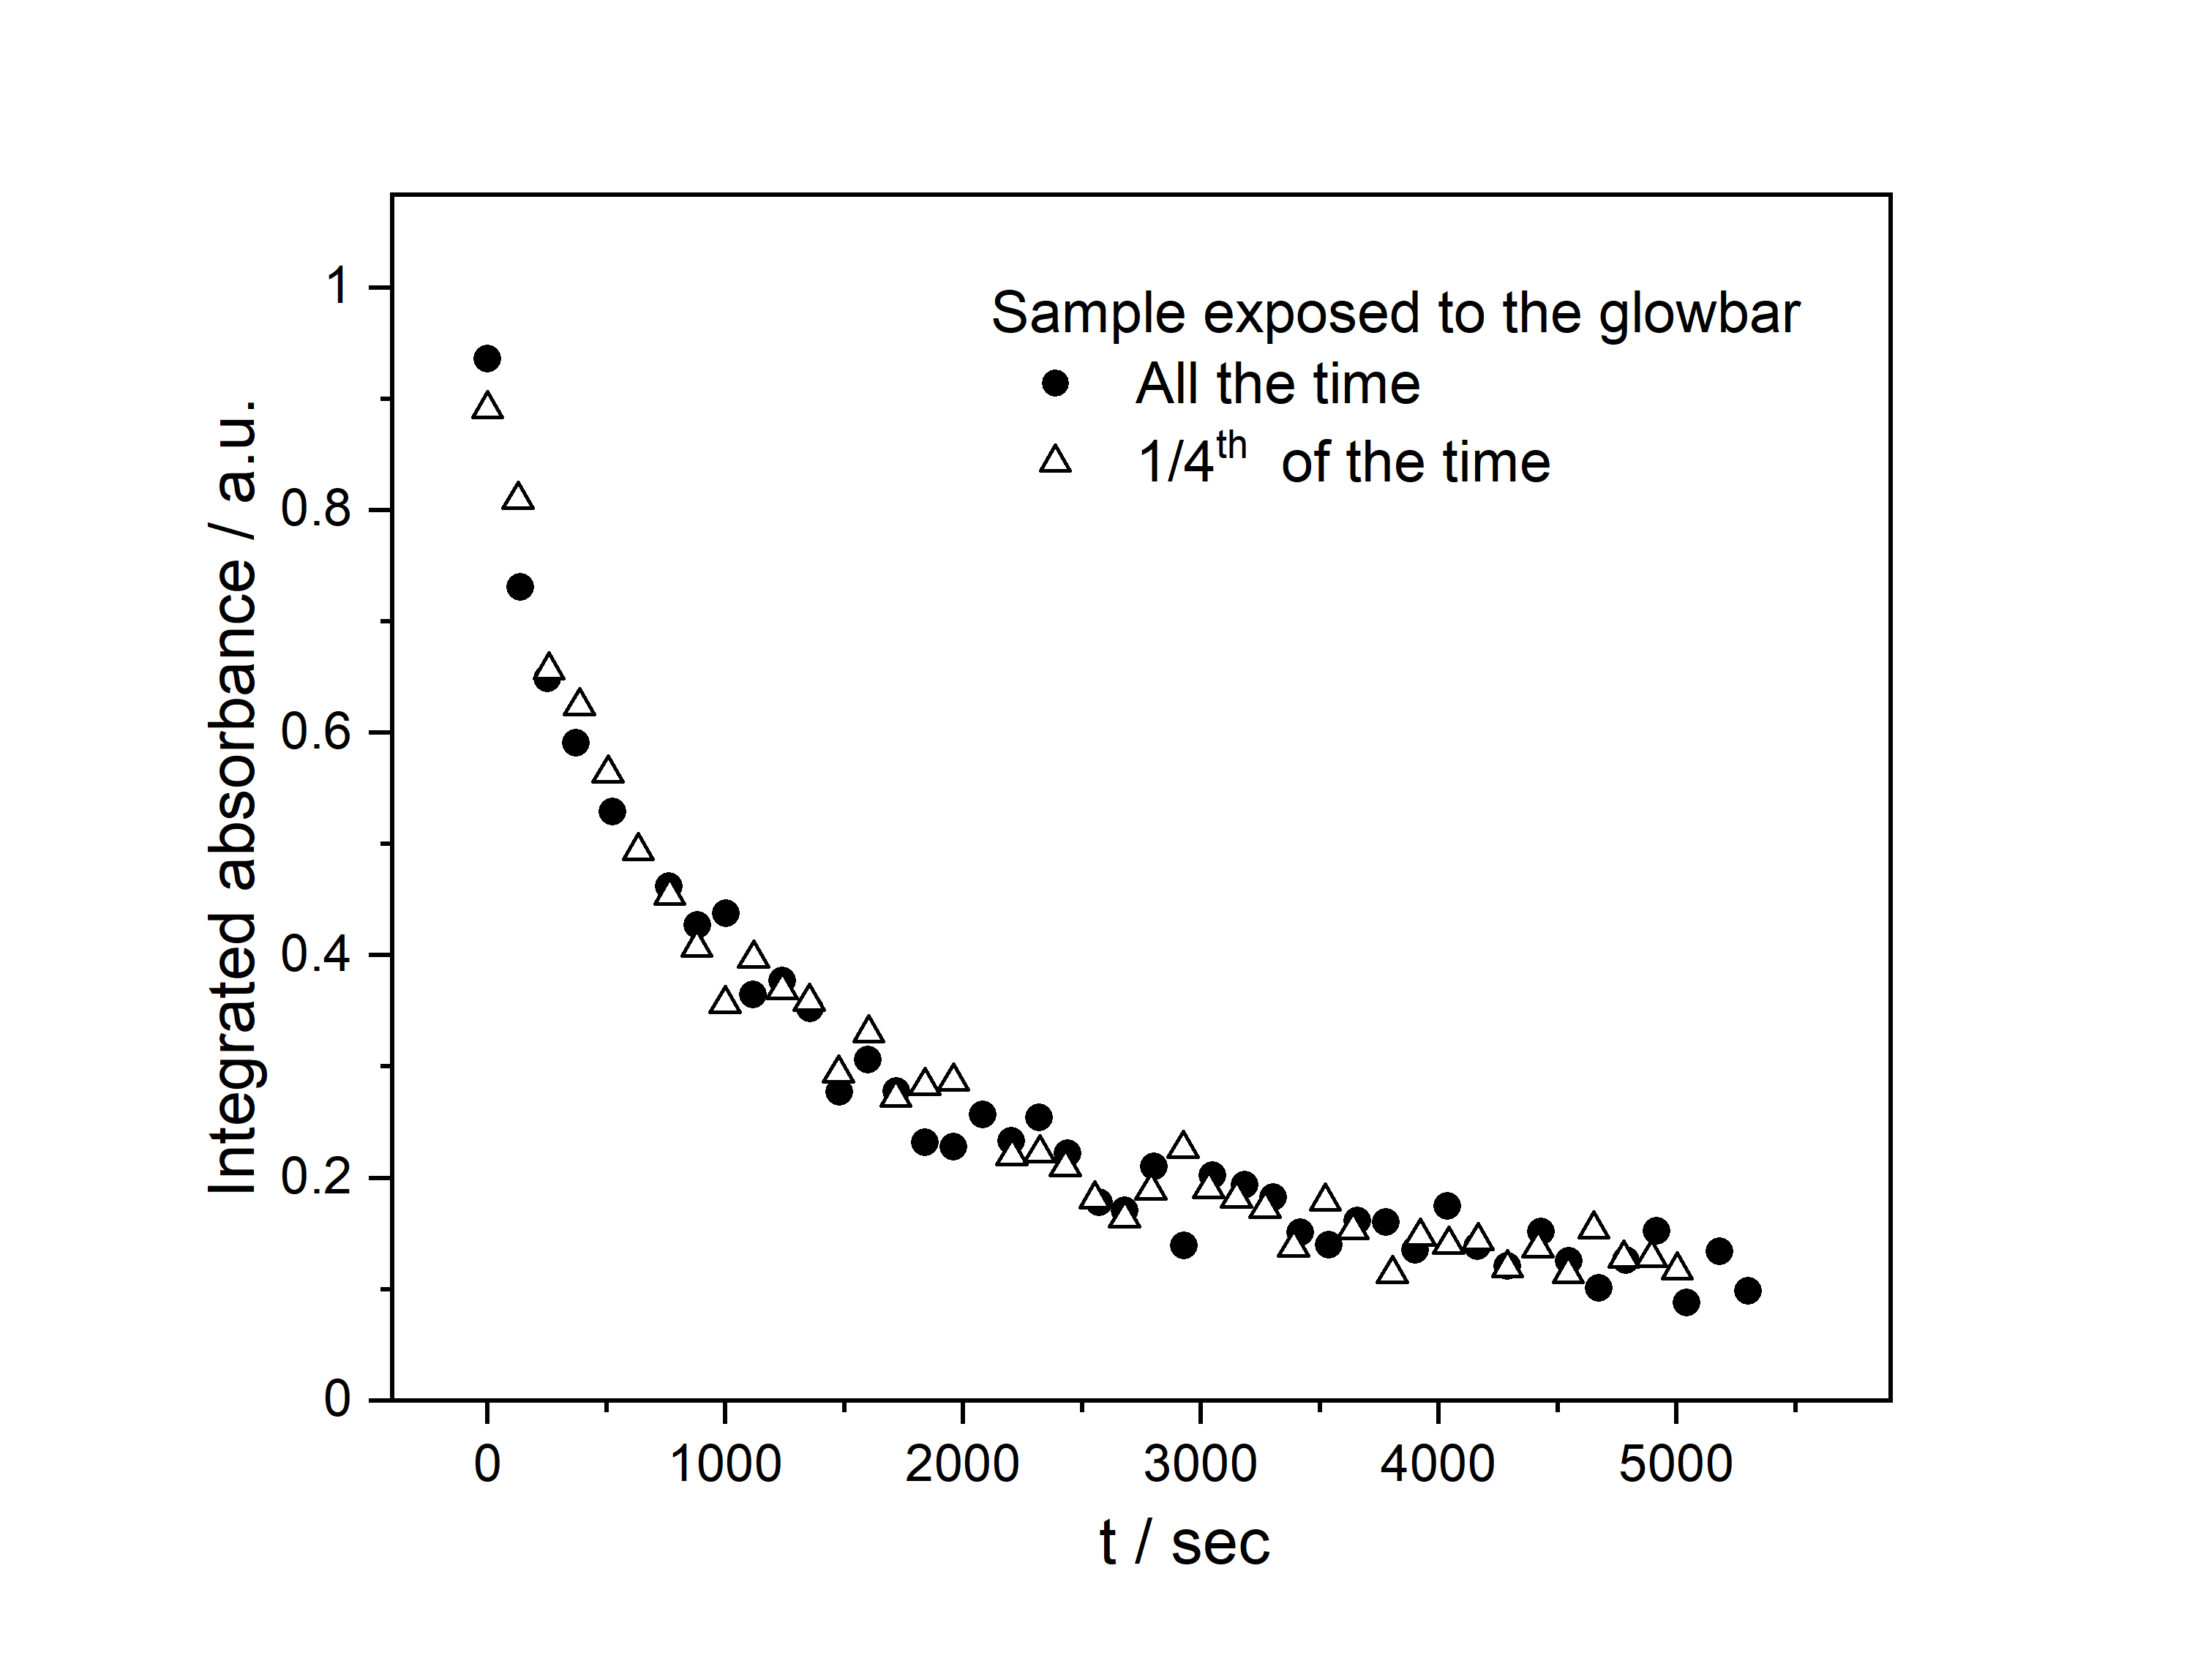 Sample exposed to the glowbar
All the time
1/4th of the time
Integrated absorbance / a.u.
1
0.8
0.6
0.4
0.2
0
0 1000 2000 3000 4000 5000
t / sec